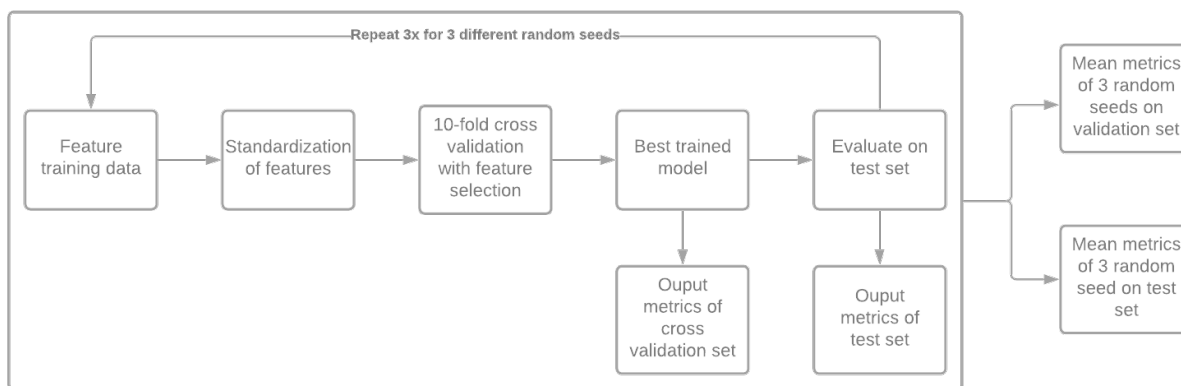 Repeat 3x for 3 different random seeds
Feature
training data
Standardization
of features
10-fold cross
validation
with feature
selection
Best trained
model
Evaluate on
test set
Ouput
metrics of
cross
validation set
Ouput
metrics of
test set
Mean metrics
of 3 random
seeds on
validation set
Mean metrics
of 3 random
seed on test
set